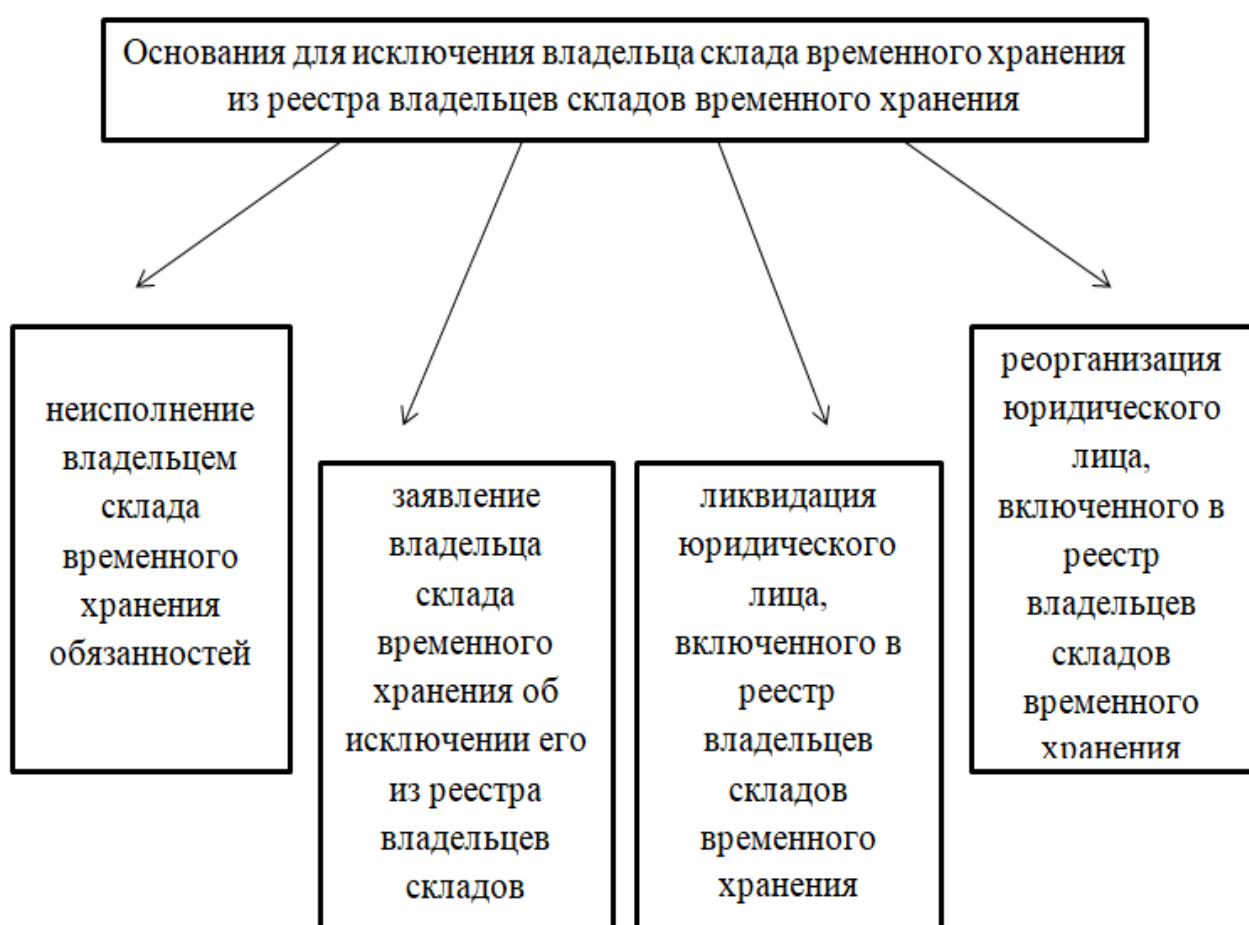 Основания для исключения владельца склада временного хранения
из реестра владельцев складов временного хранения
неисполнение
владельцем
склада
временного
хранения
обязанностей
заявление
владельца
склада
временного
хранения об
исключении его
из реестра
владельцев
складов
ликвидация
юридического
лица,
включенного в
реестр
владельцев
складов
временного
хранения
реорганизация
юридического
лица,
включенного в
реестр
владельцев
складов
временного
хранения